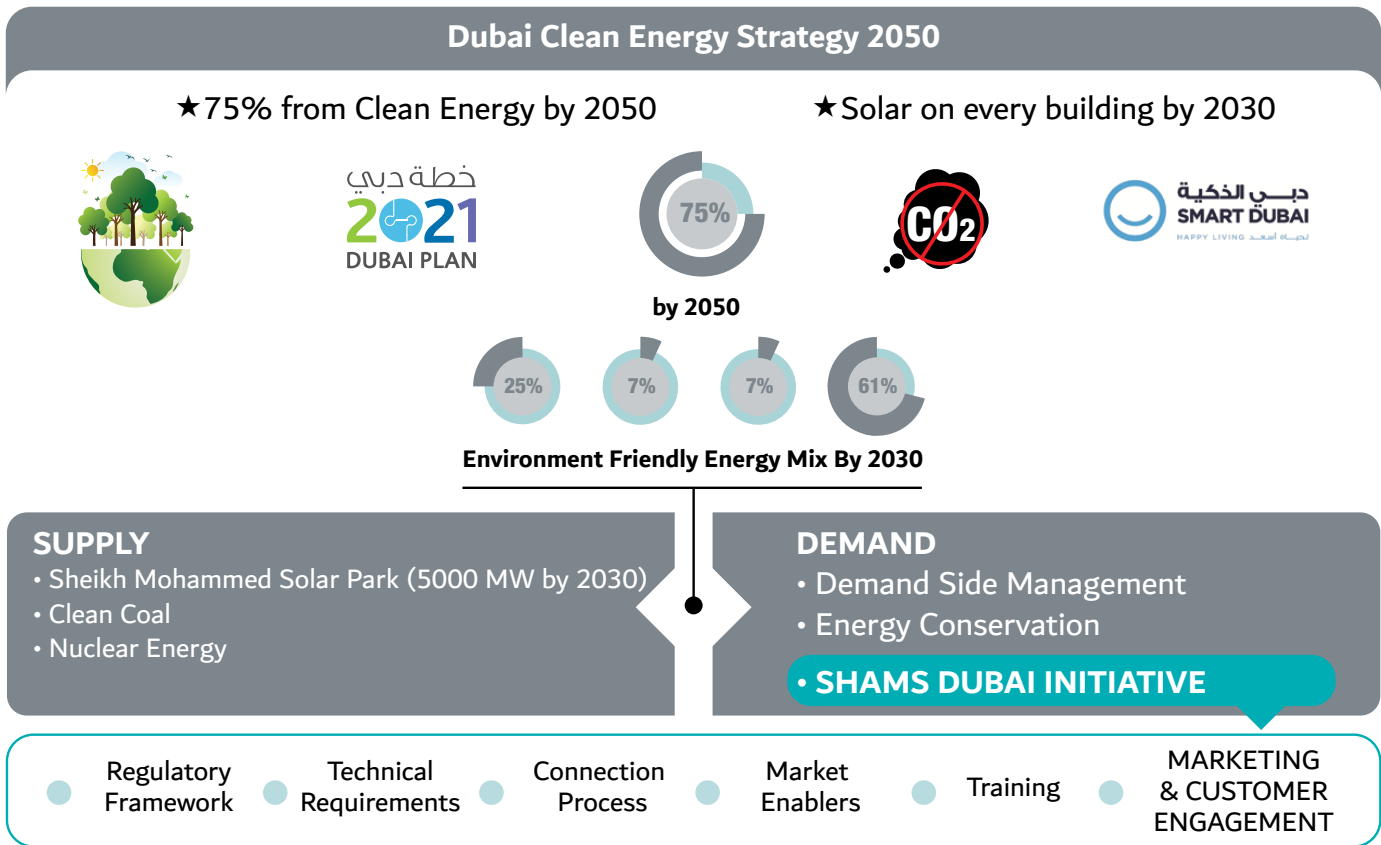 Dubai Clean Energy Strategy 2050
★75% from Clean Energy by 2050
★Solar on every building by 2030
خطة دبي
2021
DUBAI PLAN
75%
by 2050
CO2
دبي الذكية
SMART DUBAI
HAPPY LIVING لحياة أسعد
25%
7%
7%
61%
Environment Friendly Energy Mix By 2030
SUPPLY
• Sheikh Mohammed Solar Park (5000 MW by 2030)
• Clean Coal
• Nuclear Energy
DEMAND
• Demand Side Management
• Energy Conservation
• SHAMS DUBAI INITIATIVE
Regulatory
Framework
Technical
Requirements
Connection
Process
Market
Enablers
Training
MARKETING
& CUSTOMER
ENGAGEMENT